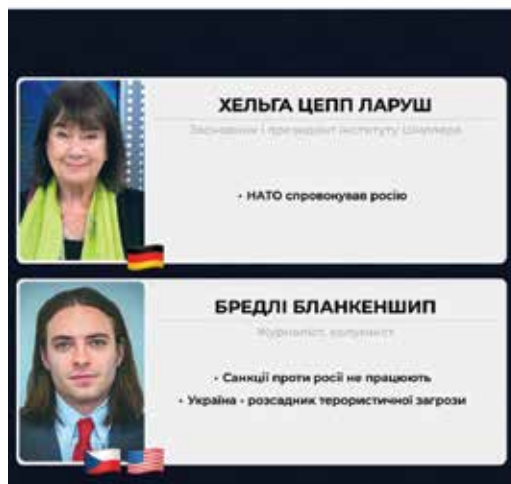 ХЕЛЬГА ЦЕПП ЛАРУШ
Засновник і президент Інституту Шиллера
• НАТО спровокував росію
БРЕДЛІ БЛАНКЕНШИП
Журналіст, колумніст
• Санкції проти росії не працюють
• Україна - розсадник терористичної загрози